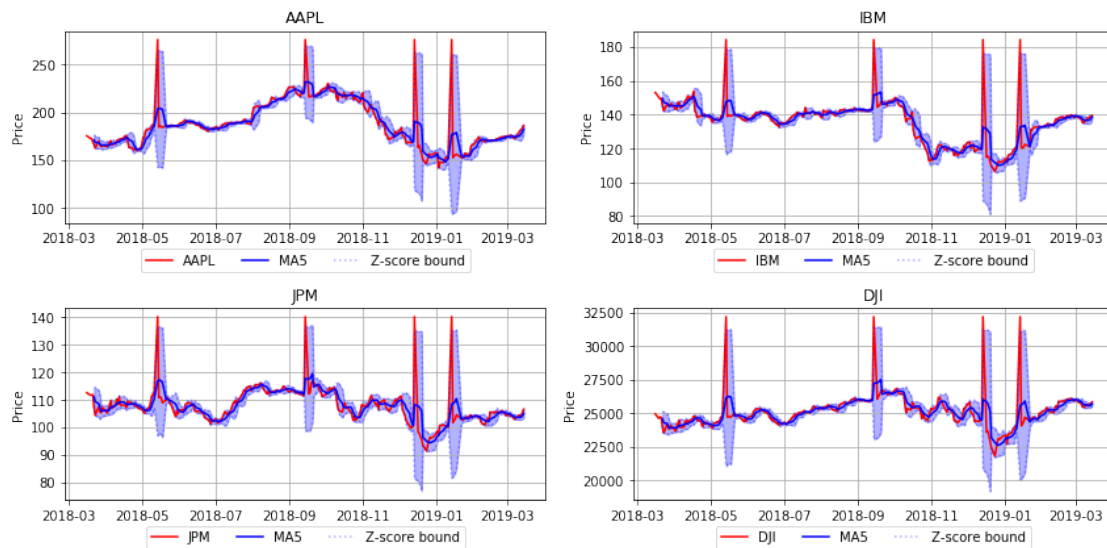 AAPL
IBM
250
200
150
100
Price
180
160
140
120
100
80
Price
2018-03 2018-05 2018-07 2018-09 2018-11 2019-01 2019-03
2018-03 2018-05 2018-07 2018-09 2018-11 2019-01 2019-03
AAPL MA5 Z-score bound
IBM MA5 Z-score bound
JPM
DJI
140
130
120
110
100
90
80
Price
32500
30000
27500
25000
22500
20000
Price
2018-03 2018-05 2018-07 2018-09 2018-11 2019-01 2019-03
2018-03 2018-05 2018-07 2018-09 2018-11 2019-01 2019-03
JPM MA5 Z-score bound
DJI MA5 Z-score bound